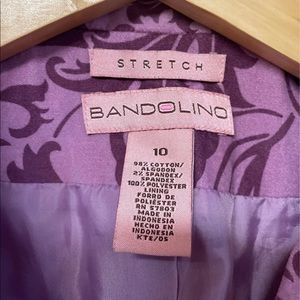 STRETCH
BANDOLINO
10
98% COTTON/
ALGODON
2% SPANDEX/
SPANDEX
100% POLYESTER
LINING
FORRO DE
POLIESTER
RN 57803
MADE IN
INDONESIA
HECHO EN
INDONESIA
KTE/05